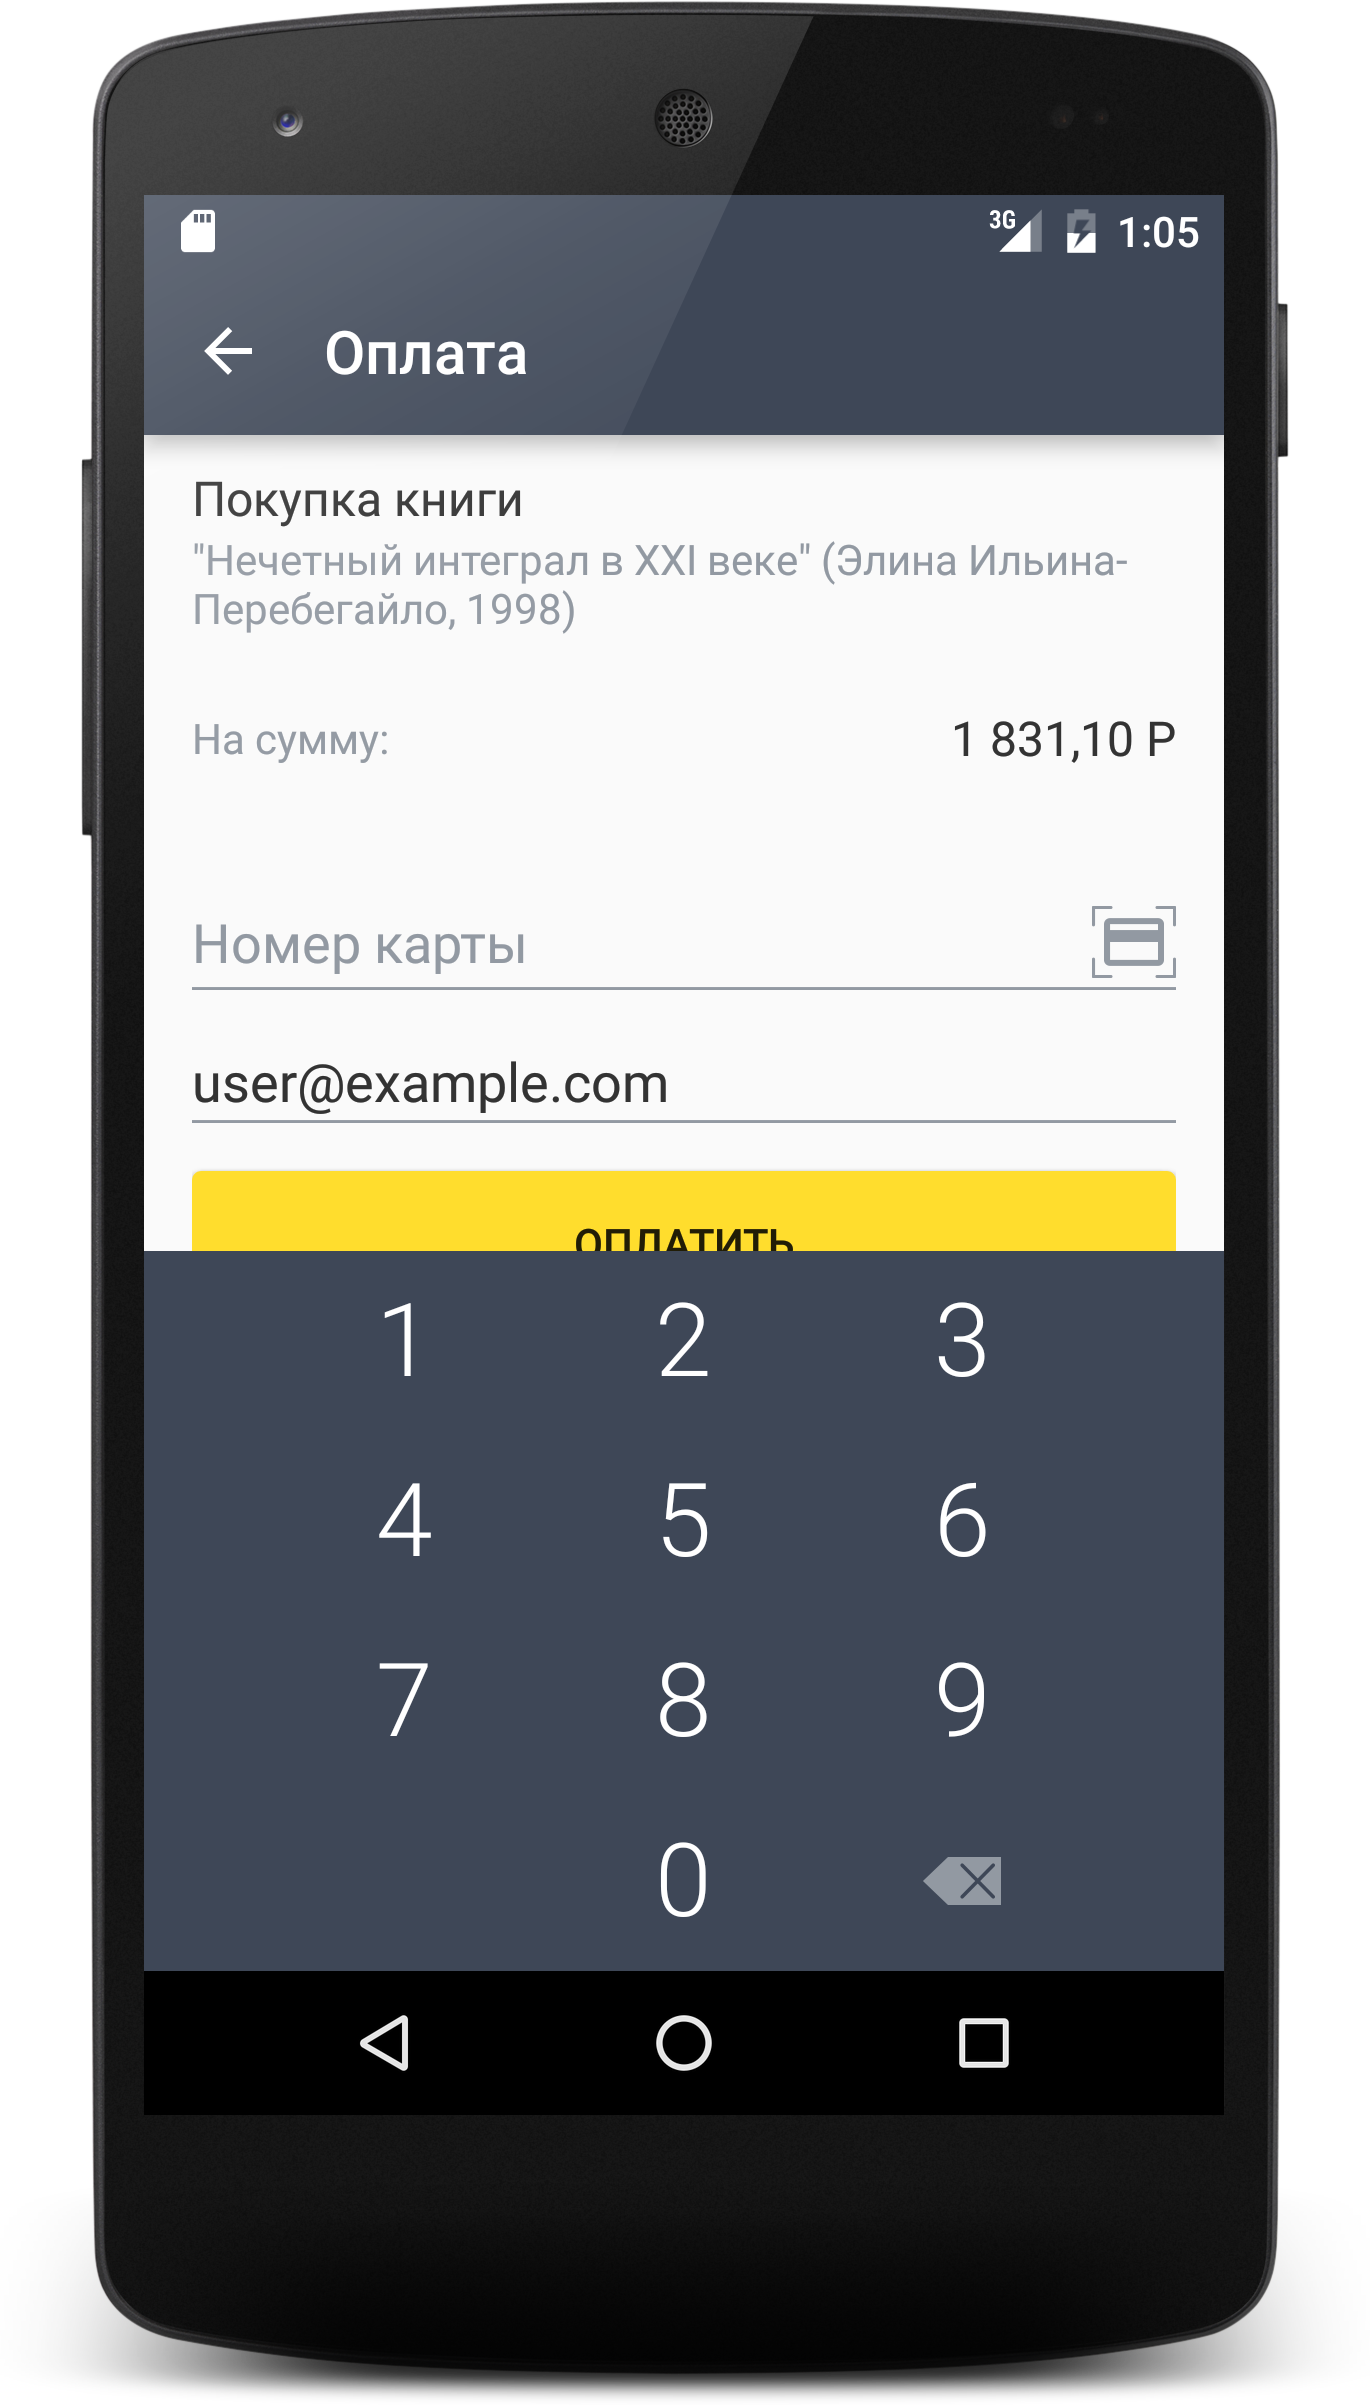 3G 1:05
Оплата
Покупка книги
"Нечетный интеграл в XXI веке" (Элина Ильина-
Перебегайло, 1998)
На сумму: 1 831,10 Р
Номер карты
user@example.com
ОПЛАТИТЬ
1 2 3
4 5 6
7 8 9
0